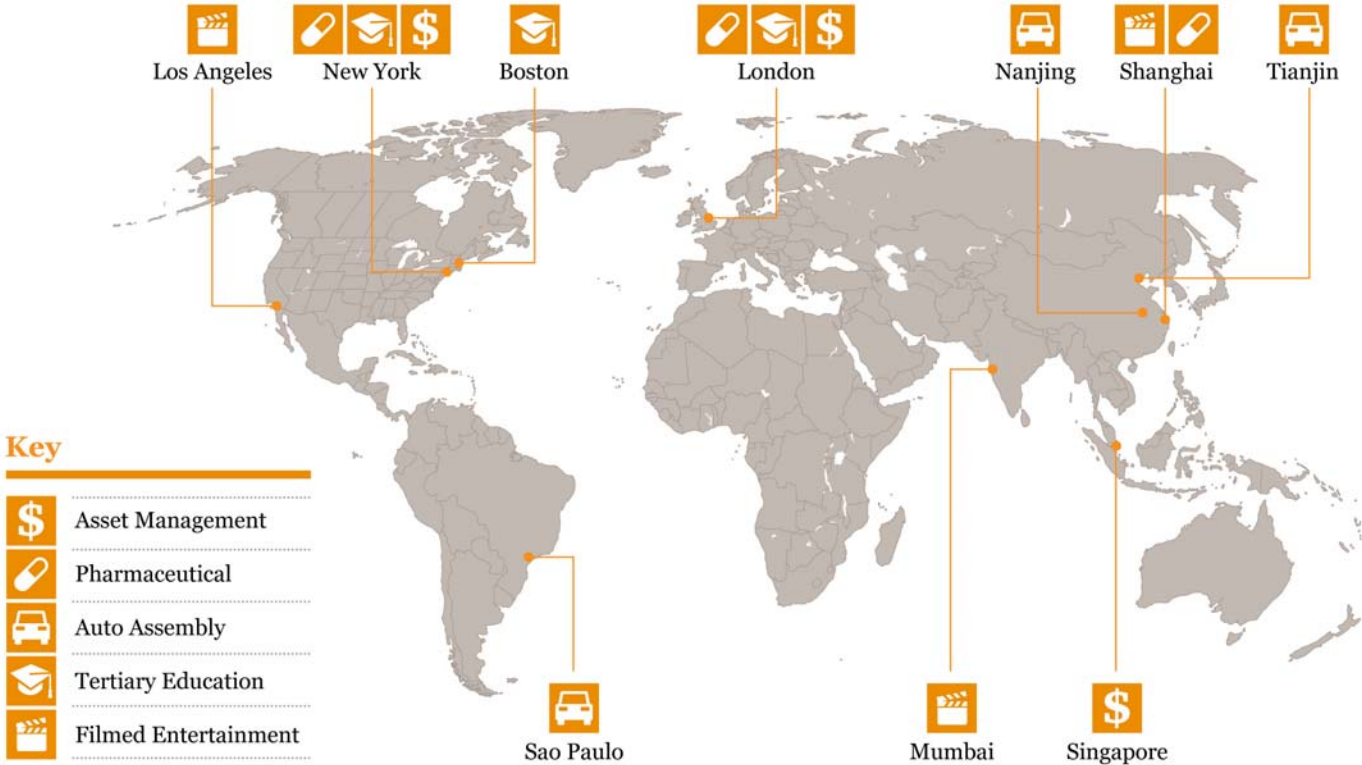 Los Angeles
New York
Boston
London
Nanjing
Shanghai
Tianjin
Key
$ Asset Management
Pharmaceutical
Auto Assembly
Tertiary Education
Filmed Entertainment
Sao Paulo
Mumbai
Singapore